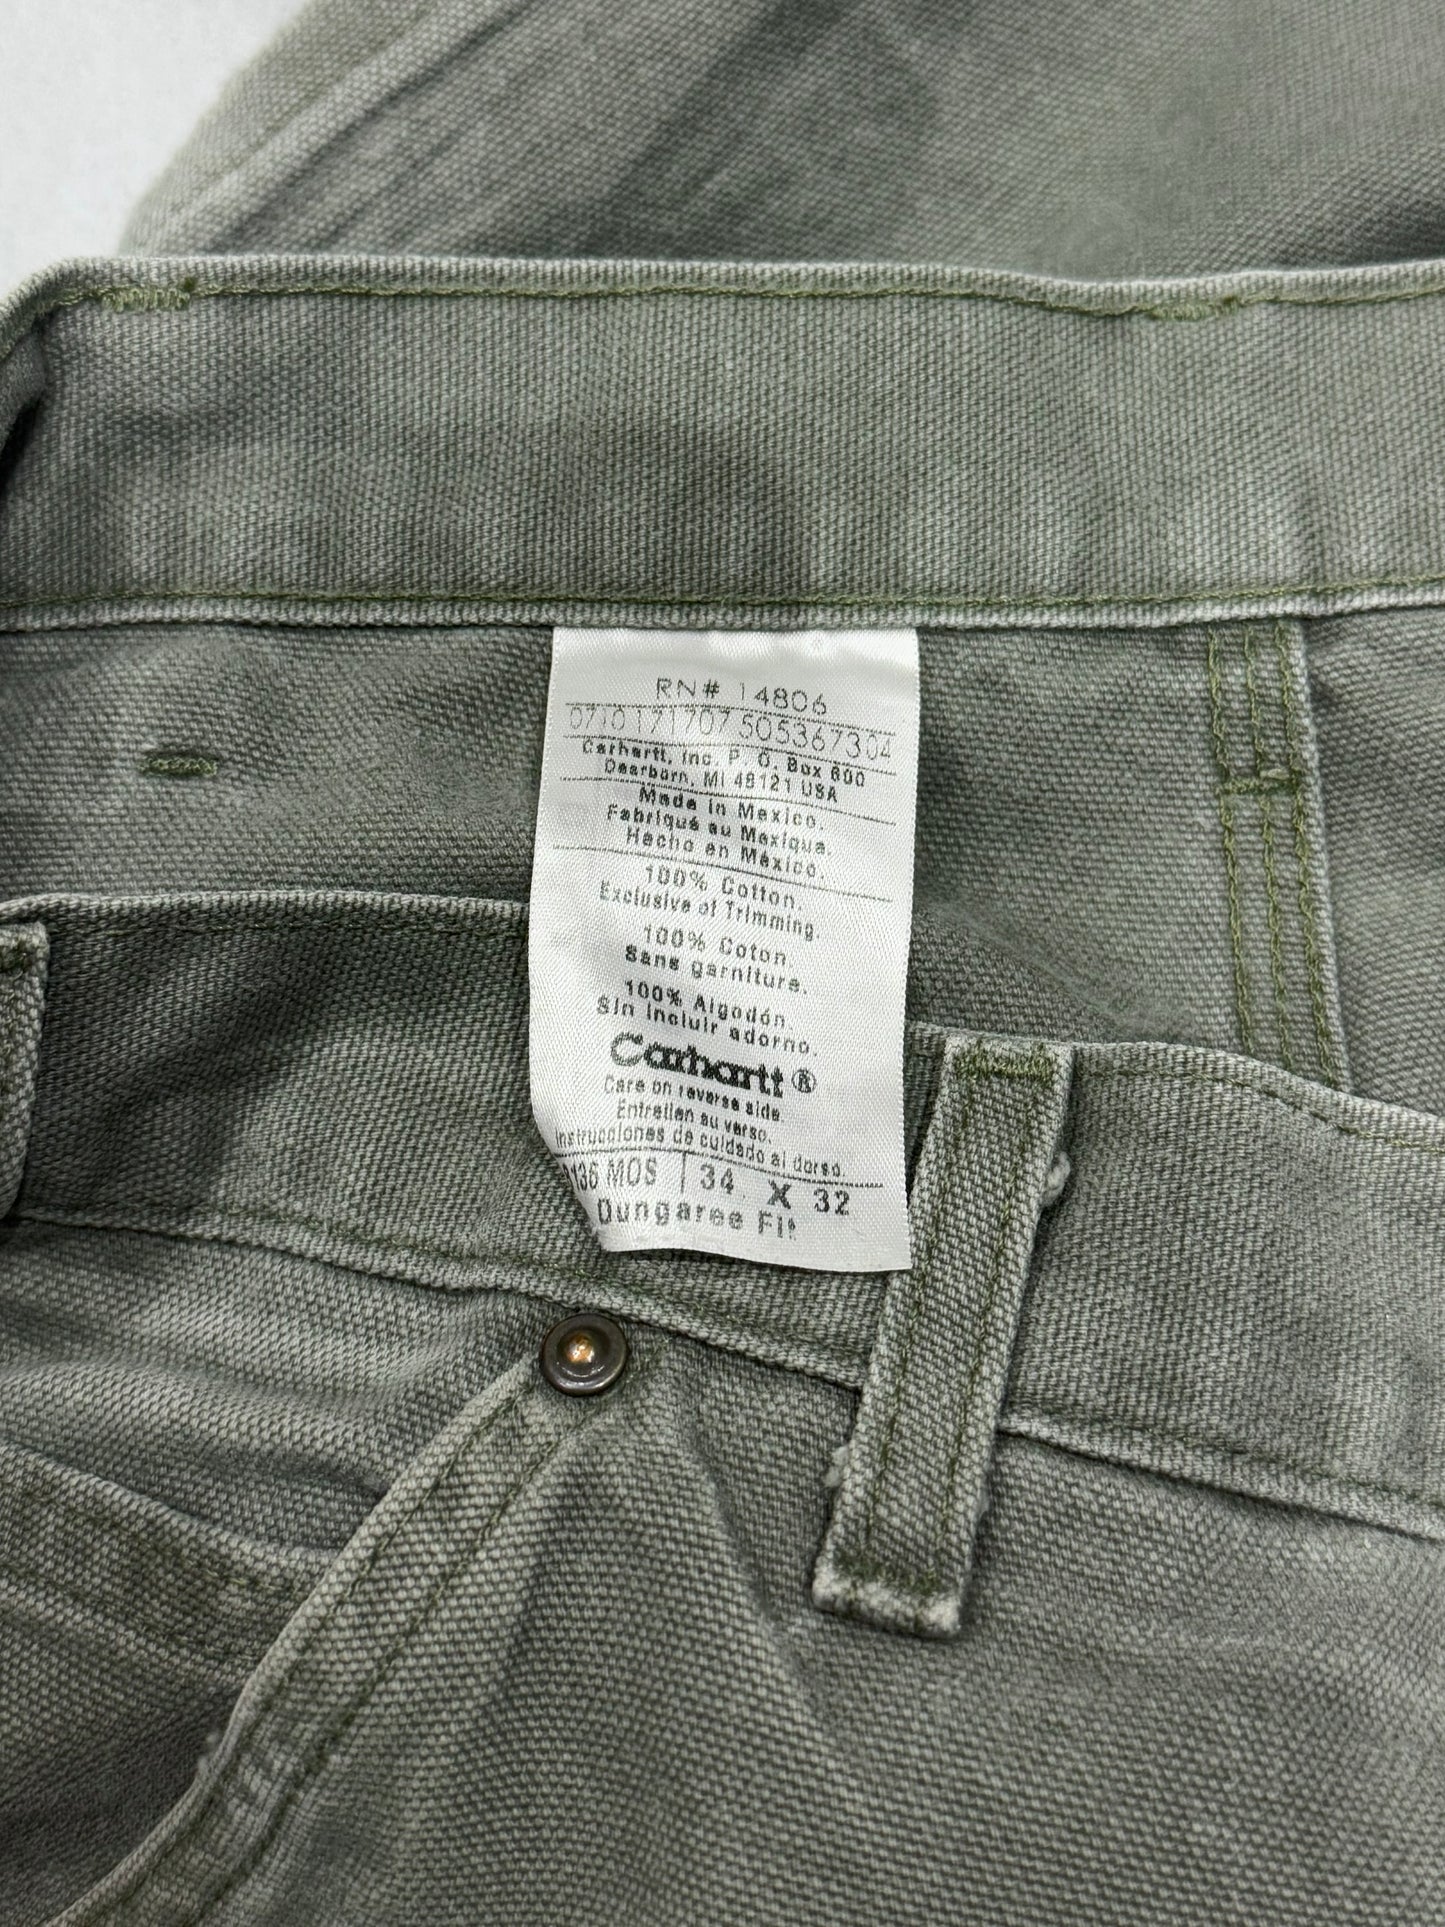 RN# 14806
0710171707 505367304
Carhartt, Inc. P. O. Box 600
Dearborn, MI 48121 USA
Made in Mexico.
Fabriqué au Mexique.
Hecho en México.
100% Cotton.
Exclusive of Trimming.
100% Coton.
Sans garniture.
100% Algodón.
Sin incluir adorno.
Carhartt®
Care on reverse side.
Entretien au verso.
Instrucciones de cuidado al dorso.
B136 MOS | 34 X 32
Dungaree Fit